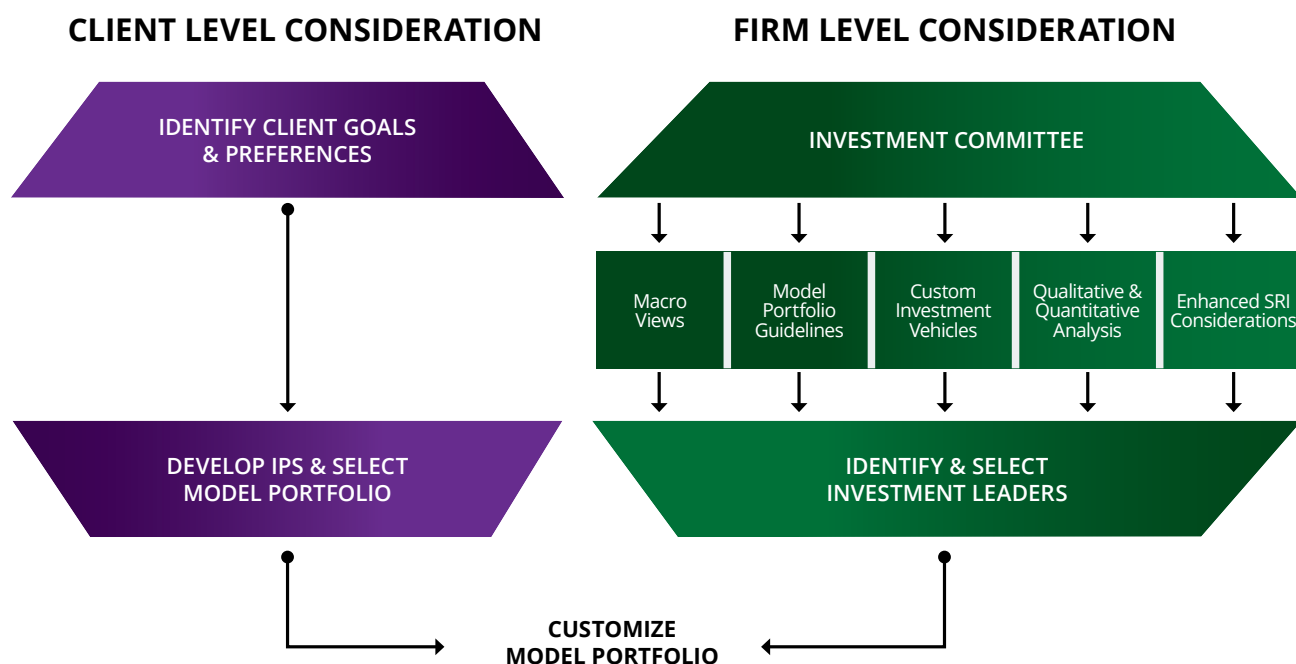 CLIENT LEVEL CONSIDERATION
IDENTIFY CLIENT GOALS
& PREFERENCES
DEVELOP IPS & SELECT
MODEL PORTFOLIO
FIRM LEVEL CONSIDERATION
INVESTMENT COMMITTEE
Macro
Views
Model
Portfolio
Guidelines
Custom
Investment
Vehicles
Qualitative &
Quantitative
Analysis
Enhanced SRI
Considerations
IDENTIFY & SELECT
INVESTMENT LEADERS
CUSTOMIZE
MODEL PORTFOLIO